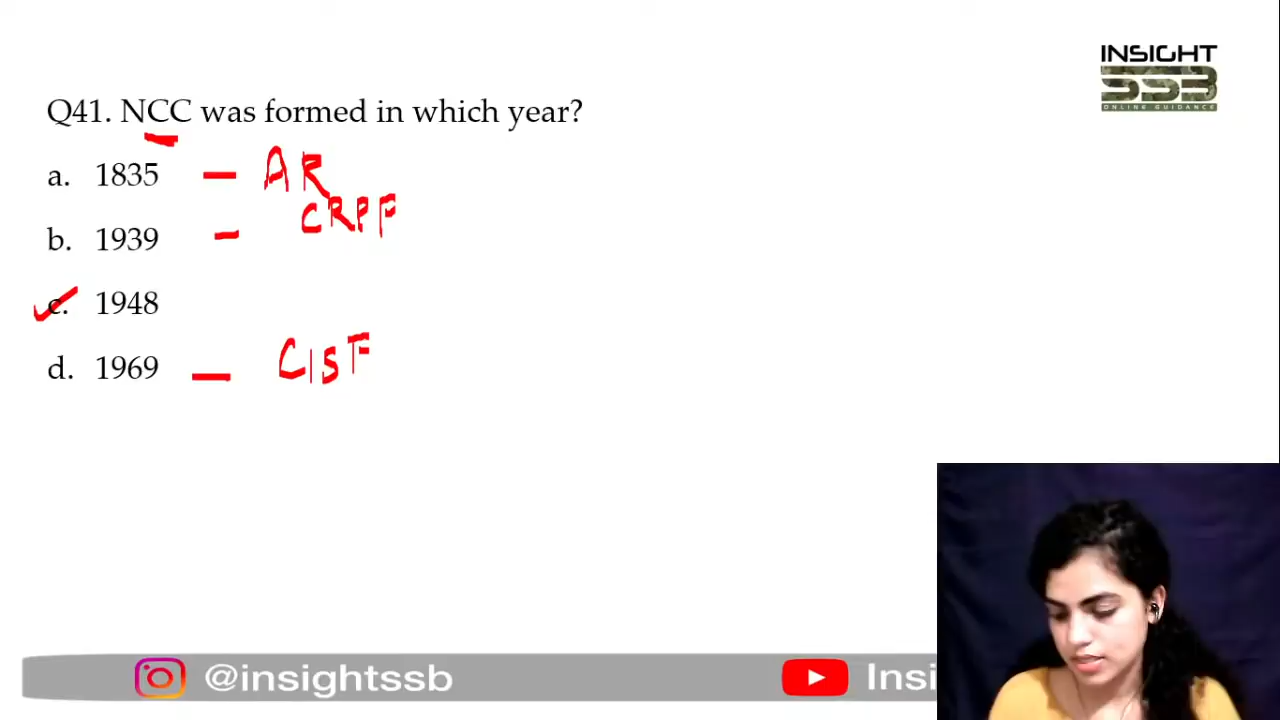 INSIGHT
SSB
ONLINE GUIDANCE
Q41. NCC was formed in which year?
a. 1835 — AR
b. 1939 - CRPF
c. 1948
d. 1969 — CISF
@insightssb
Insi